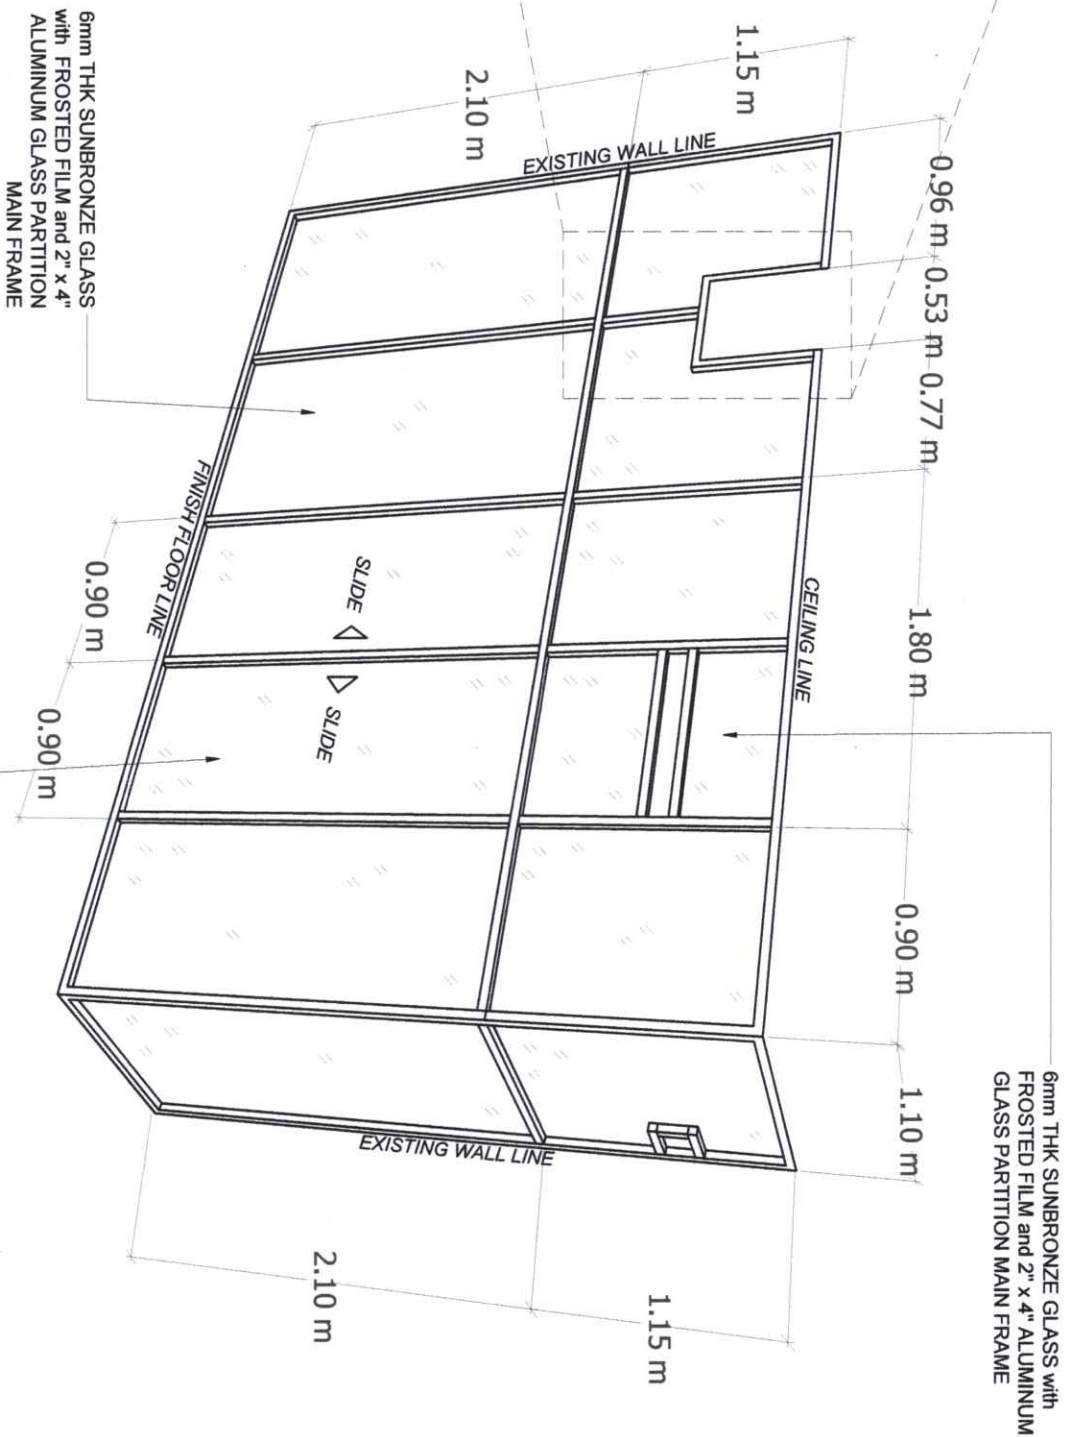 6mm THK SUNBRONZE GLASS with
FROSTED FILM and 2" x 4" ALUMINUM
GLASS PARTITION MAIN FRAME
0.96 m
0.53 m
0.77 m
1.80 m
0.90 m
1.10 m
1.15 m
2.10 m
EXISTING WALL LINE
CEILING LINE
SLIDE
SLIDE
EXISTING WALL LINE
1.15 m
2.10 m
FINISH FLOOR LINE
0.90 m
0.90 m
6mm THK SUNBRONZE GLASS
with FROSTED FILM and 2" x 4"
ALUMINUM GLASS PARTITION
MAIN FRAME